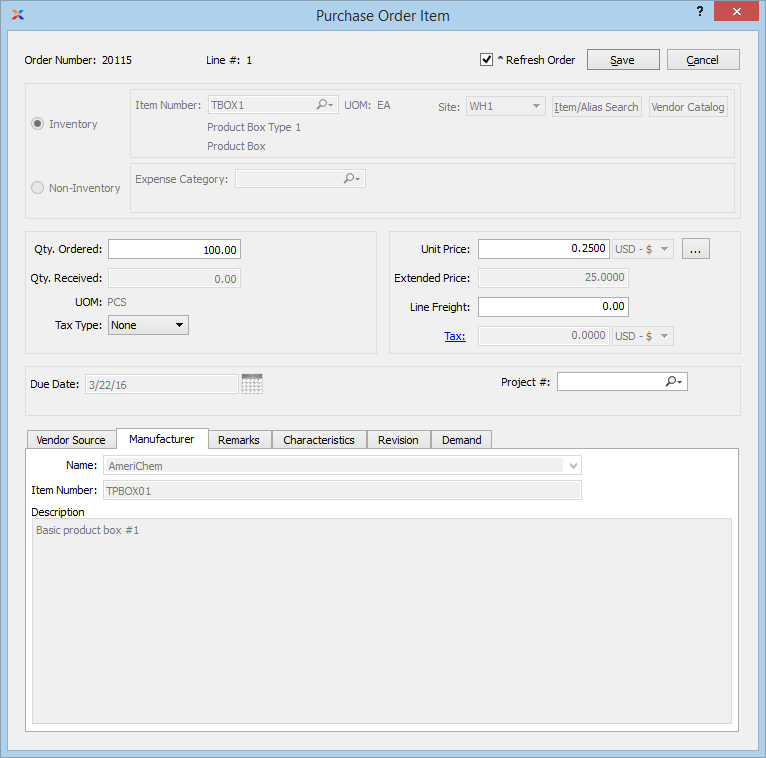 Purchase Order Item
?
Order Number: 20115 Line #: 1 ^ Refresh Order Save Cancel
Inventory
Item Number: TBOX1 UOM: EA Site: WH1 Item/Alias Search Vendor Catalog
Product Box Type 1
Product Box
Non-Inventory
Expense Category:
Qty. Ordered: 100.00
Qty. Received: 0.00
UOM: PCS
Tax Type: None
Unit Price: 0.2500 USD - $ ...
Extended Price: 25.0000
Line Freight: 0.00
Tax: 0.0000 USD - $
Due Date: 3/22/16 Project #:
Vendor Source Manufacturer Remarks Characteristics Revision Demand
Name: AmeriChem
Item Number: TPBOX01
Description
Basic product box #1